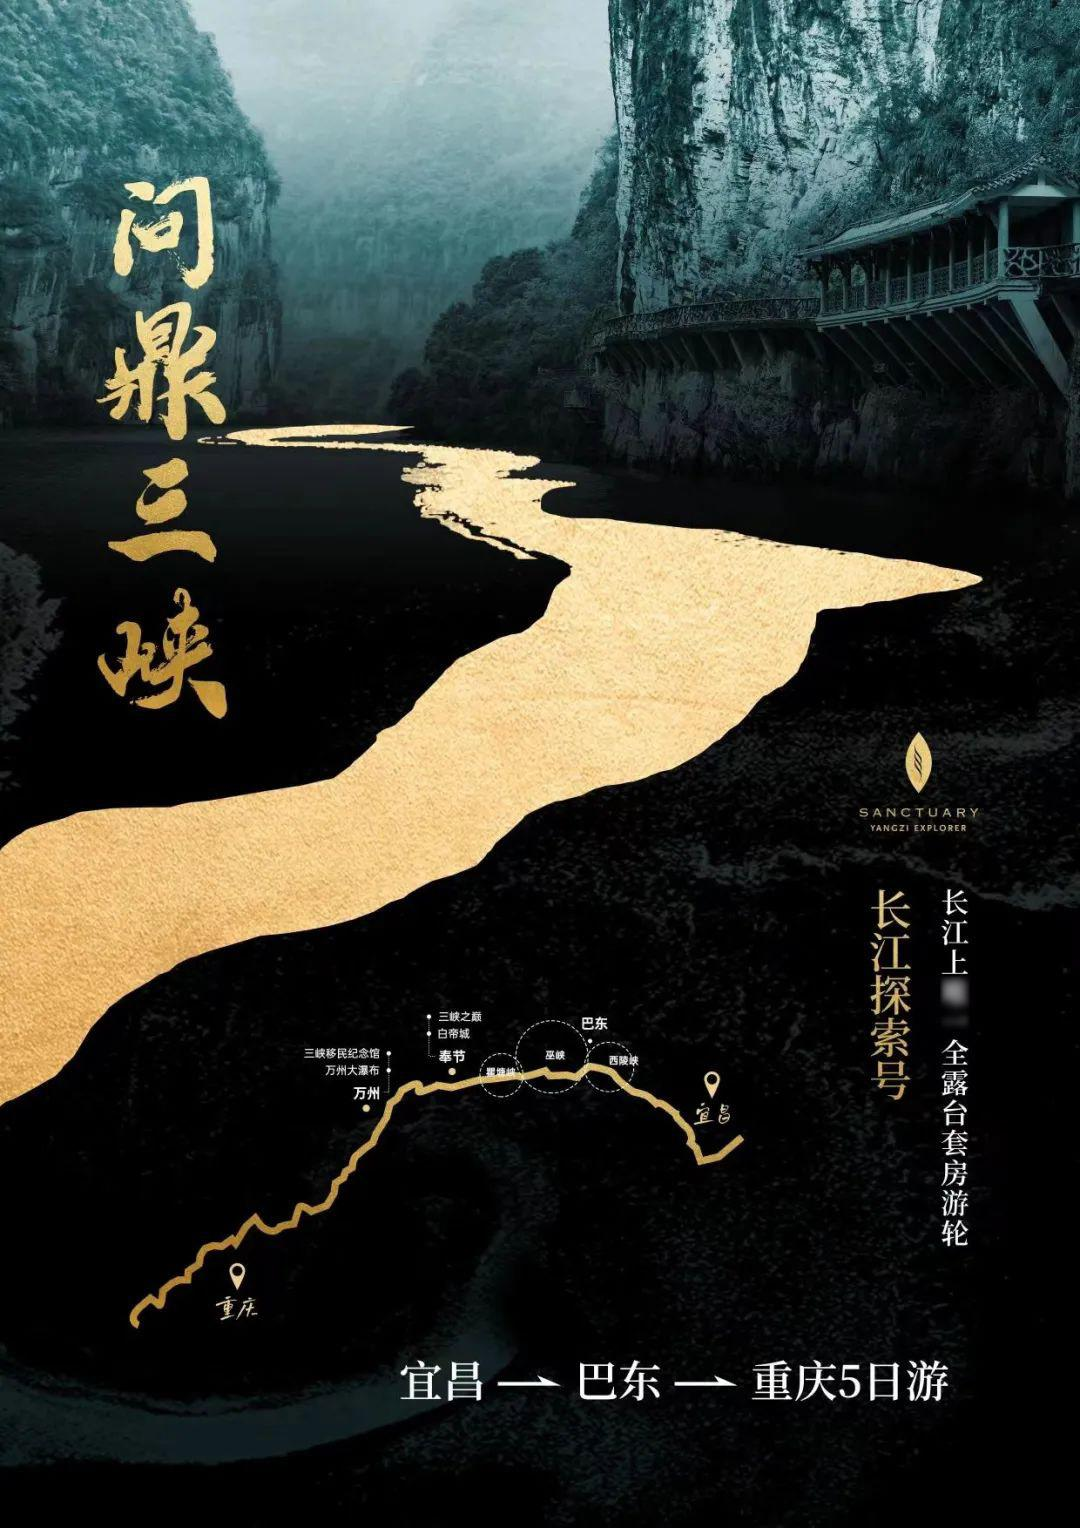 问鼎三峡
SANCTUARY
YANGZI EXPLORER
长江上 全露台套房游轮
长江探索号
三峡之巅
白帝城
奉节
三峡移民纪念馆
万州大瀑布
万州
瞿塘峡
巫峡
巴东
西陵峡
宜昌
重庆
宜昌 巴东 重庆5日游